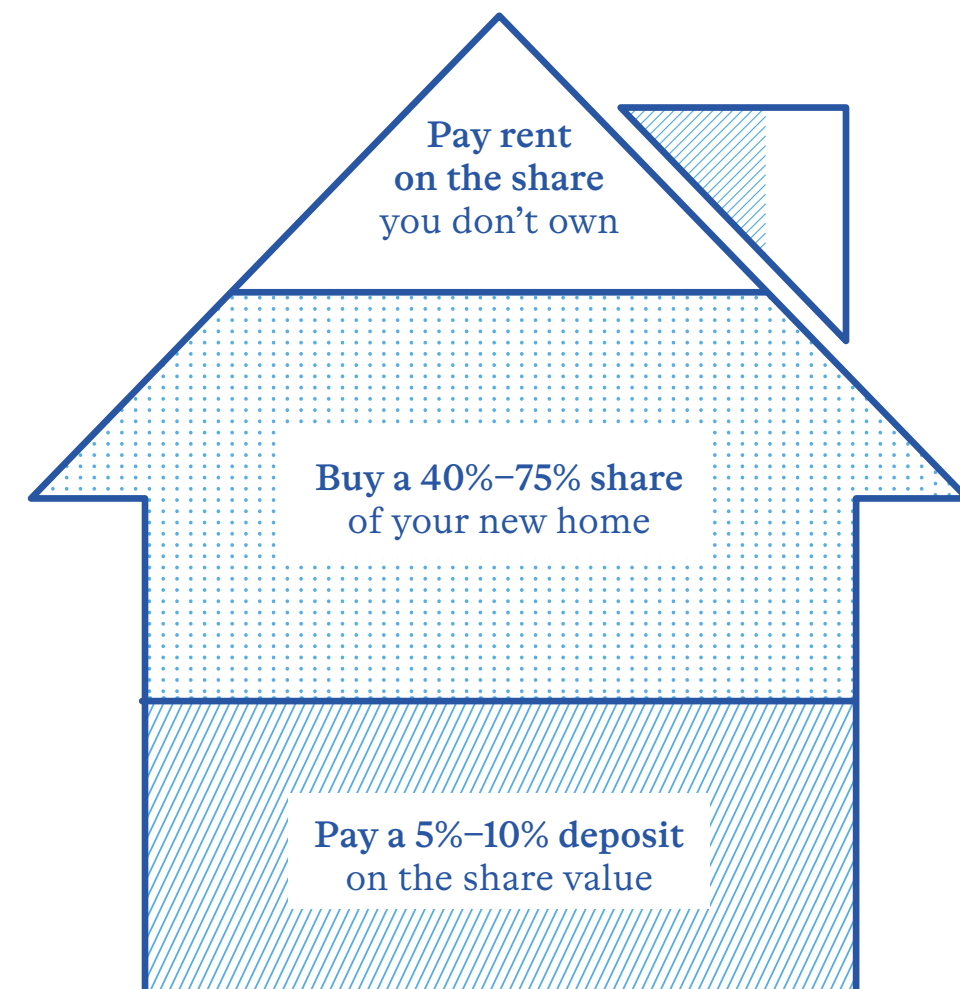 Pay rent
on the share
you don’t own
Buy a 40%–75% share
of your new home
Pay a 5%–10% deposit
on the share value